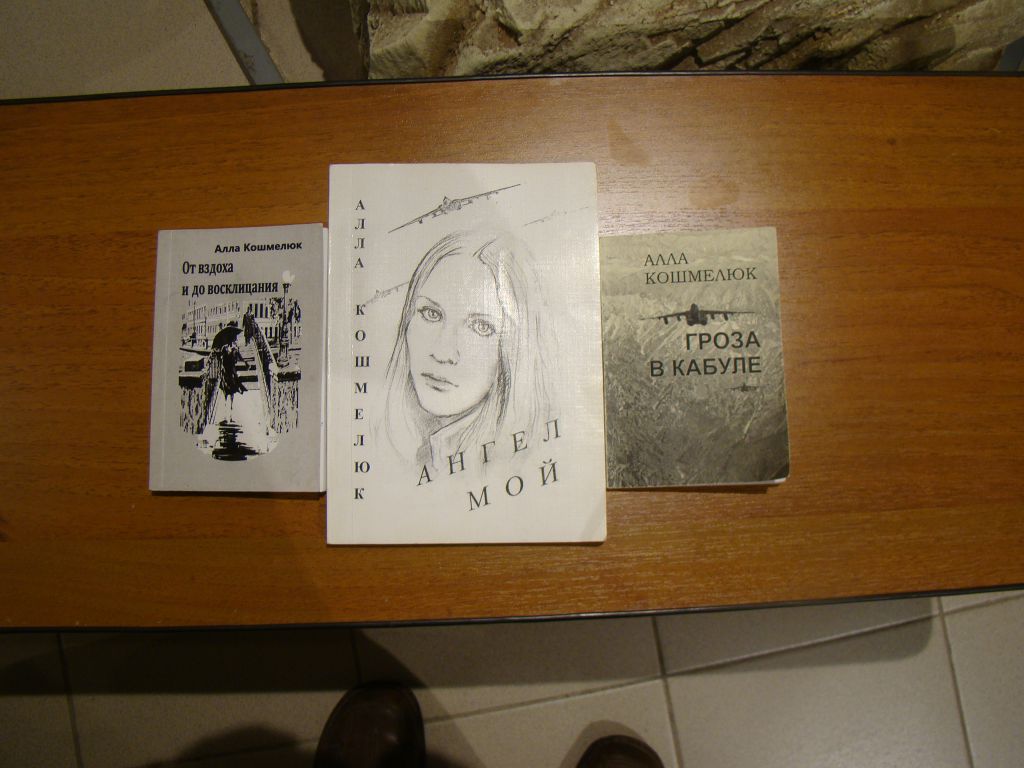 Алла Кошмелюк
От вздоха
и до восклицания
АЛЛА КОШМЕЛЮК
АНГЕЛ
МОЙ
АЛЛА
КОШМЕЛЮК
ГРОЗА
В КАБУЛЕ